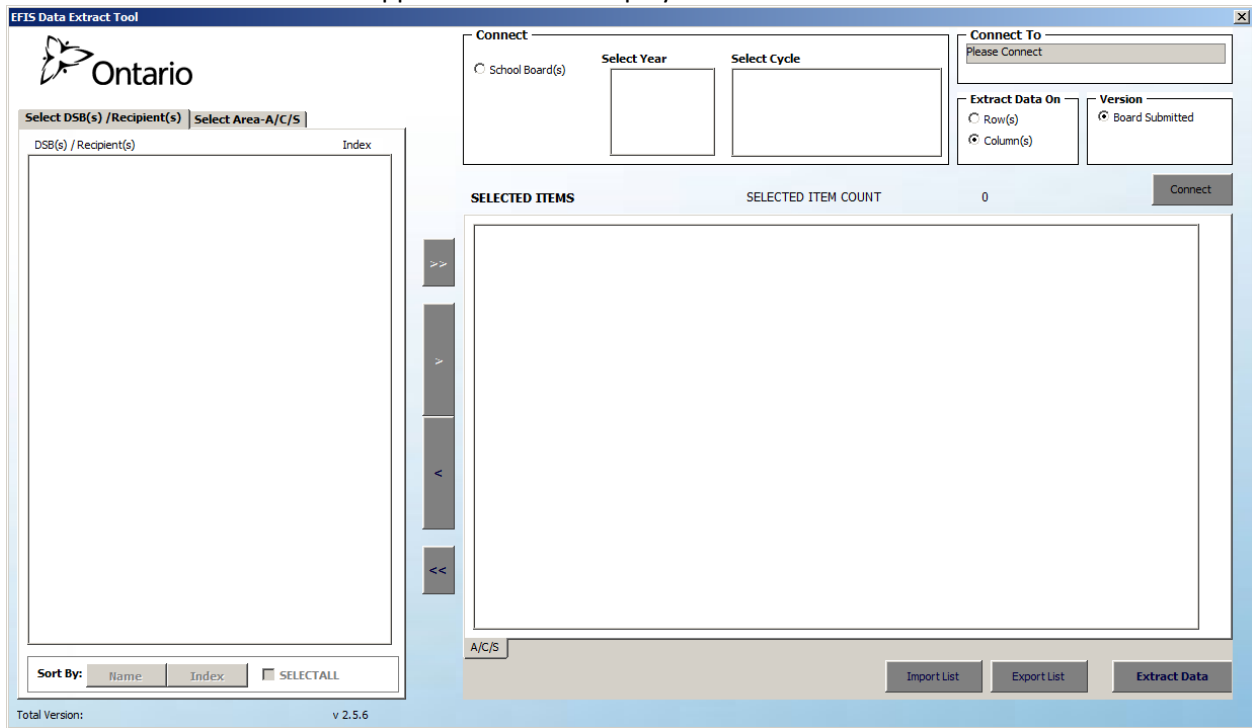 EFIS Data Extract Tool
Ontario
Connect
School Board(s)
Select Year
Select Cycle
Connect To
Please Connect
Extract Data On
Row(s)
Column(s)
Version
Board Submitted
Select DSB(s) /Recipient(s)
Select Area-A/C/S
DSB(s) / Recipient(s)
Index
SELECTED ITEMS
SELECTED ITEM COUNT
0
Connect
>>
>
<
<<
A/C/S
Sort By:
Name
Index
SELECTALL
Import List
Export List
Extract Data
Total Version:
v 2.5.6